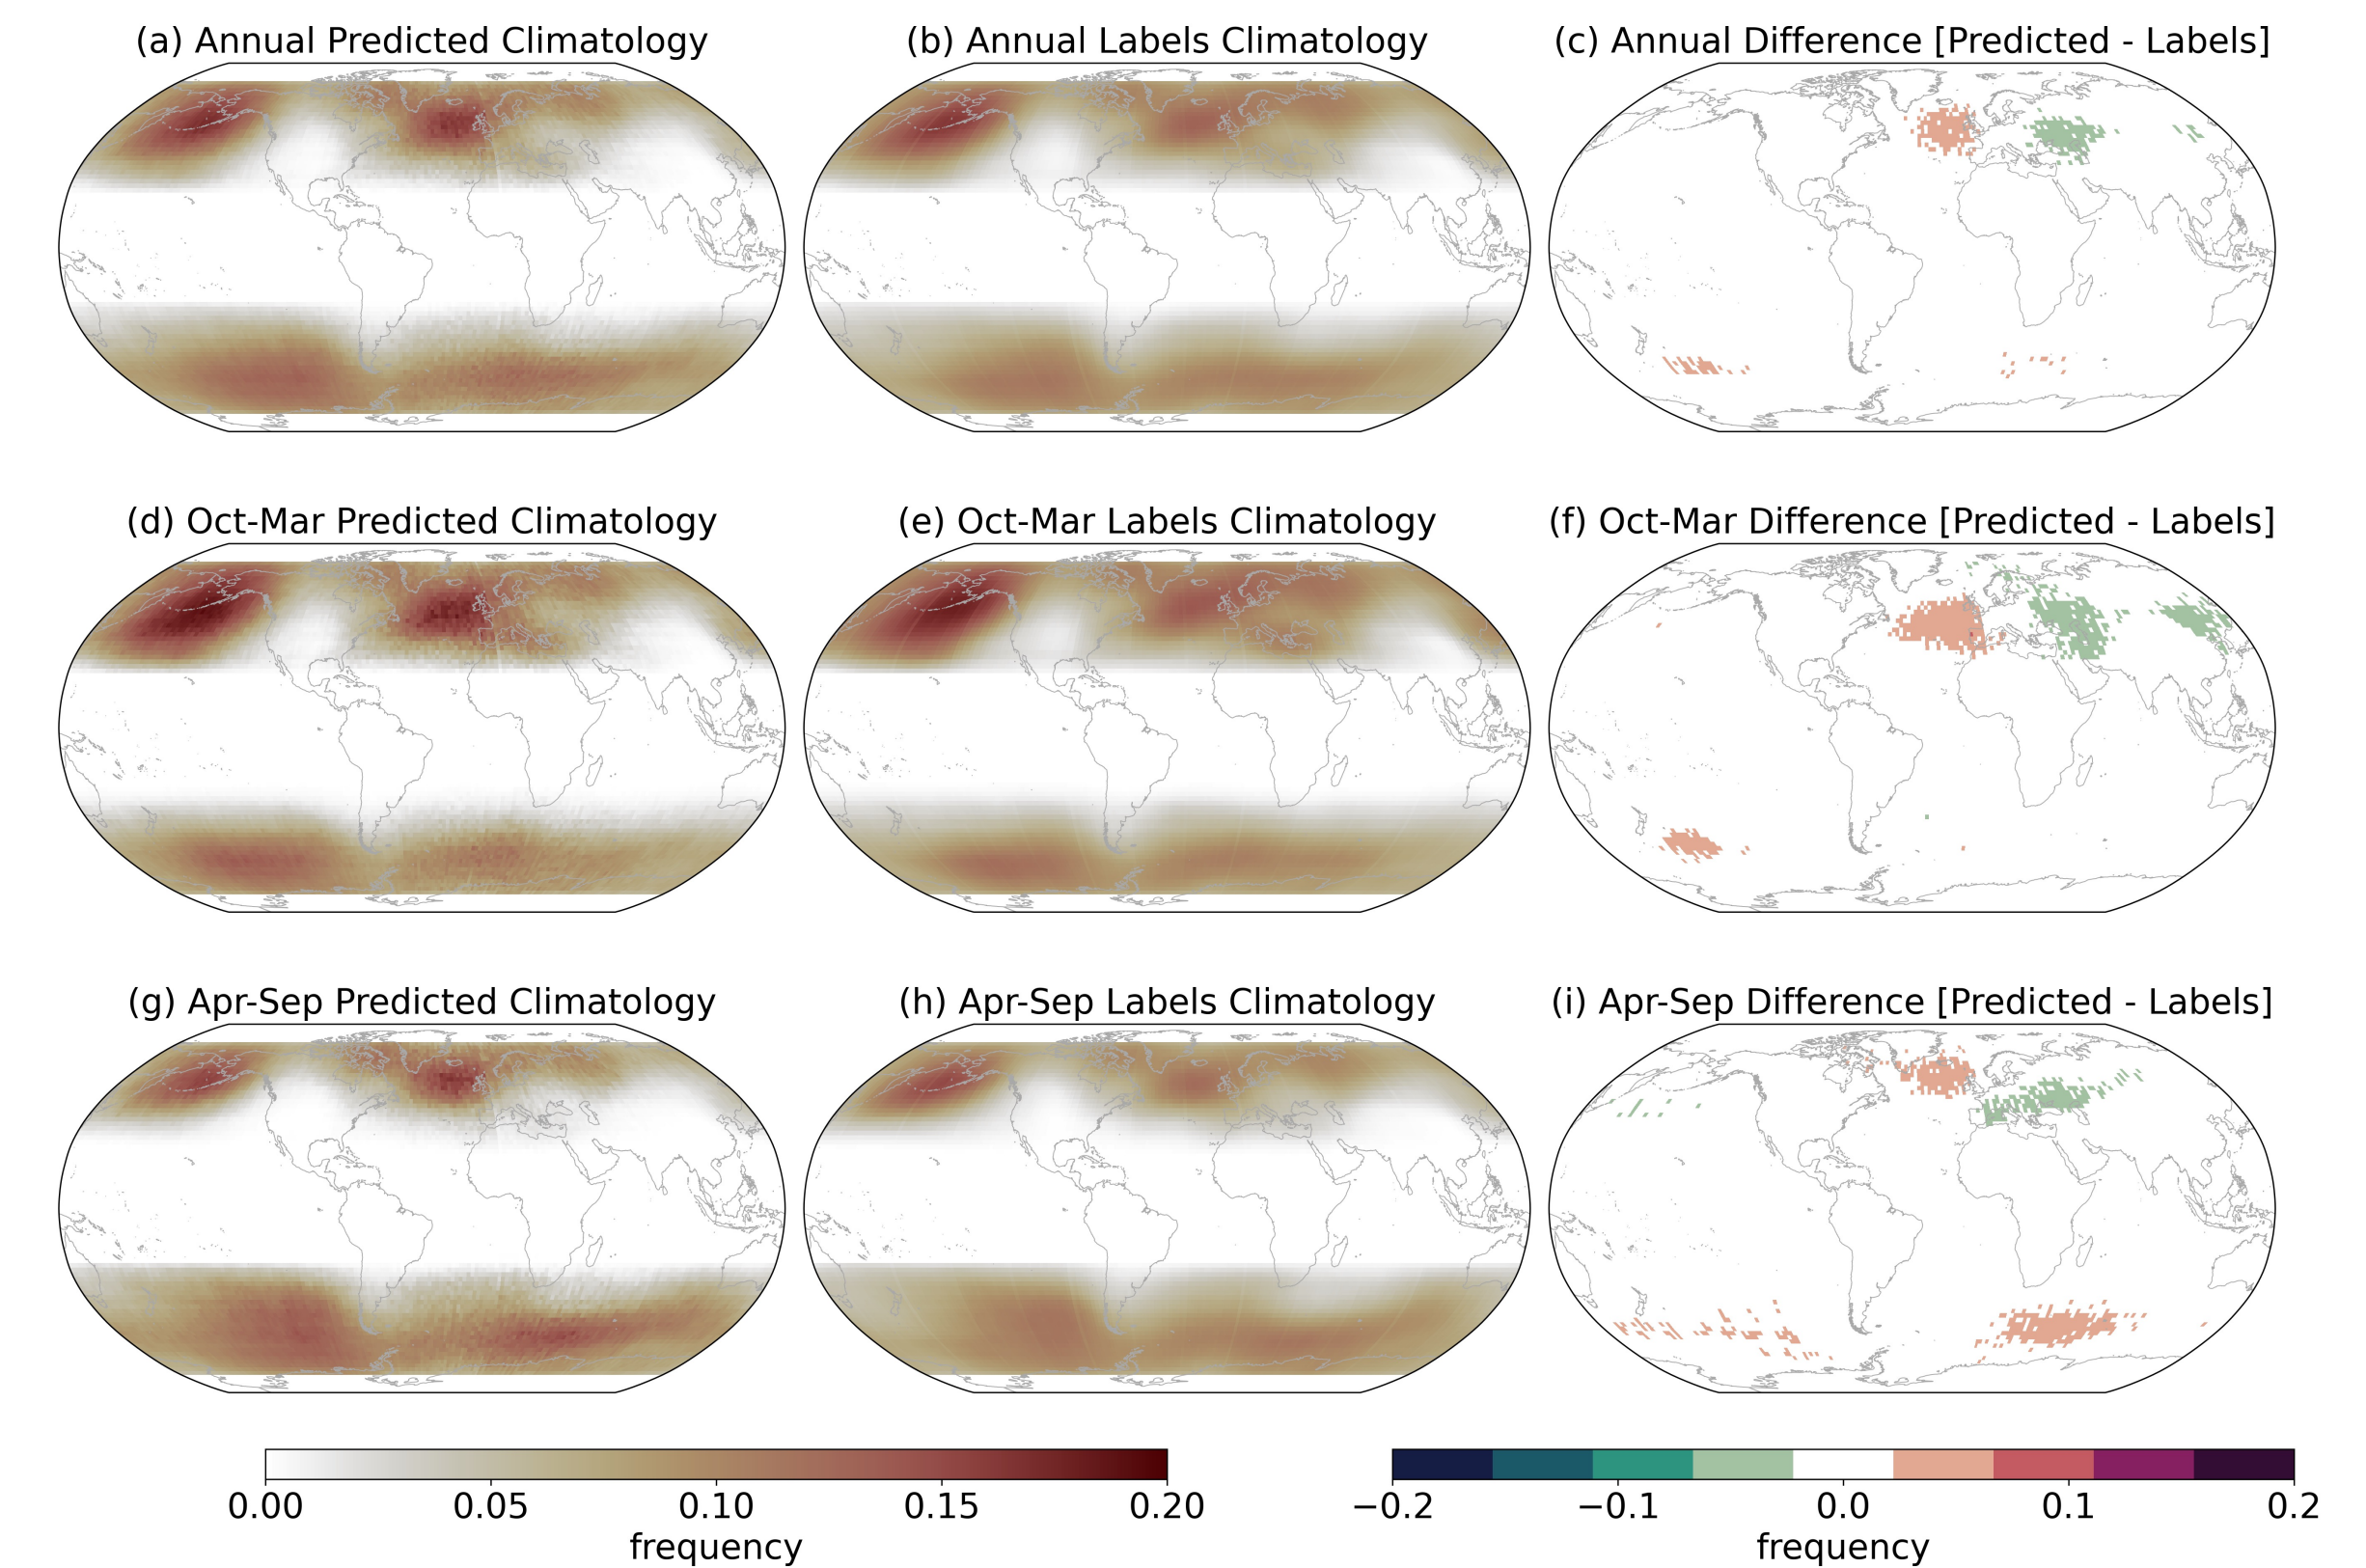 (a) Annual Predicted Climatology
(b) Annual Labels Climatology
(c) Annual Difference [Predicted - Labels]
(d) Oct-Mar Predicted Climatology
(e) Oct-Mar Labels Climatology
(f) Oct-Mar Difference [Predicted - Labels]
(g) Apr-Sep Predicted Climatology
(h) Apr-Sep Labels Climatology
(i) Apr-Sep Difference [Predicted - Labels]
0.00 0.05 0.10 0.15 0.20
frequency
−0.2 −0.1 0.0 0.1 0.2
frequency